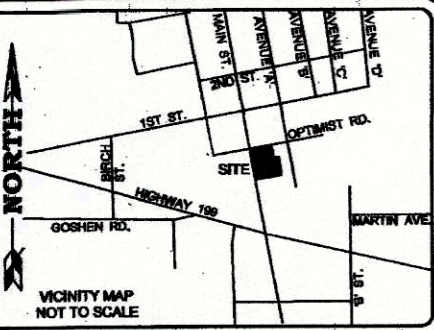 NORTH
MAIN ST.
AVENUE 'A'
AVENUE 'B'
AVENUE 'C'
AVENUE 'D'
2ND ST.
1ST ST.
OPTIMIST RD.
SITE
BIRCH
ST.
HIGHWAY 199
GOSHEN RD.
MARTIN AVE.
'B' ST.
VICINITY MAP
NOT TO SCALE